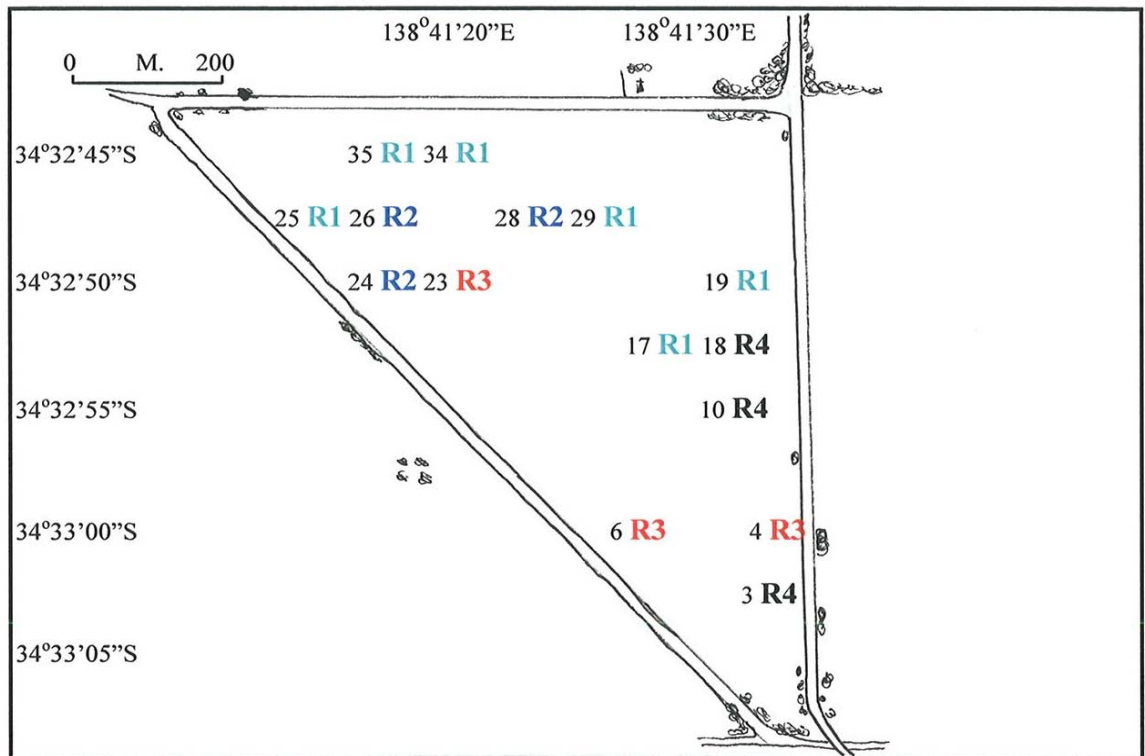 138°41'20”E 138°41'30”E
0 M. 200
34°32'45”S 35 R1 34 R1
25 R1 26 R2 28 R2 29 R1
34°32'50”S 24 R2 23 R3 19 R1
17 R1 18 R4
34°32'55”S 10 R4
34°33'00”S 6 R3 4 R3
3 R4
34°33'05”S